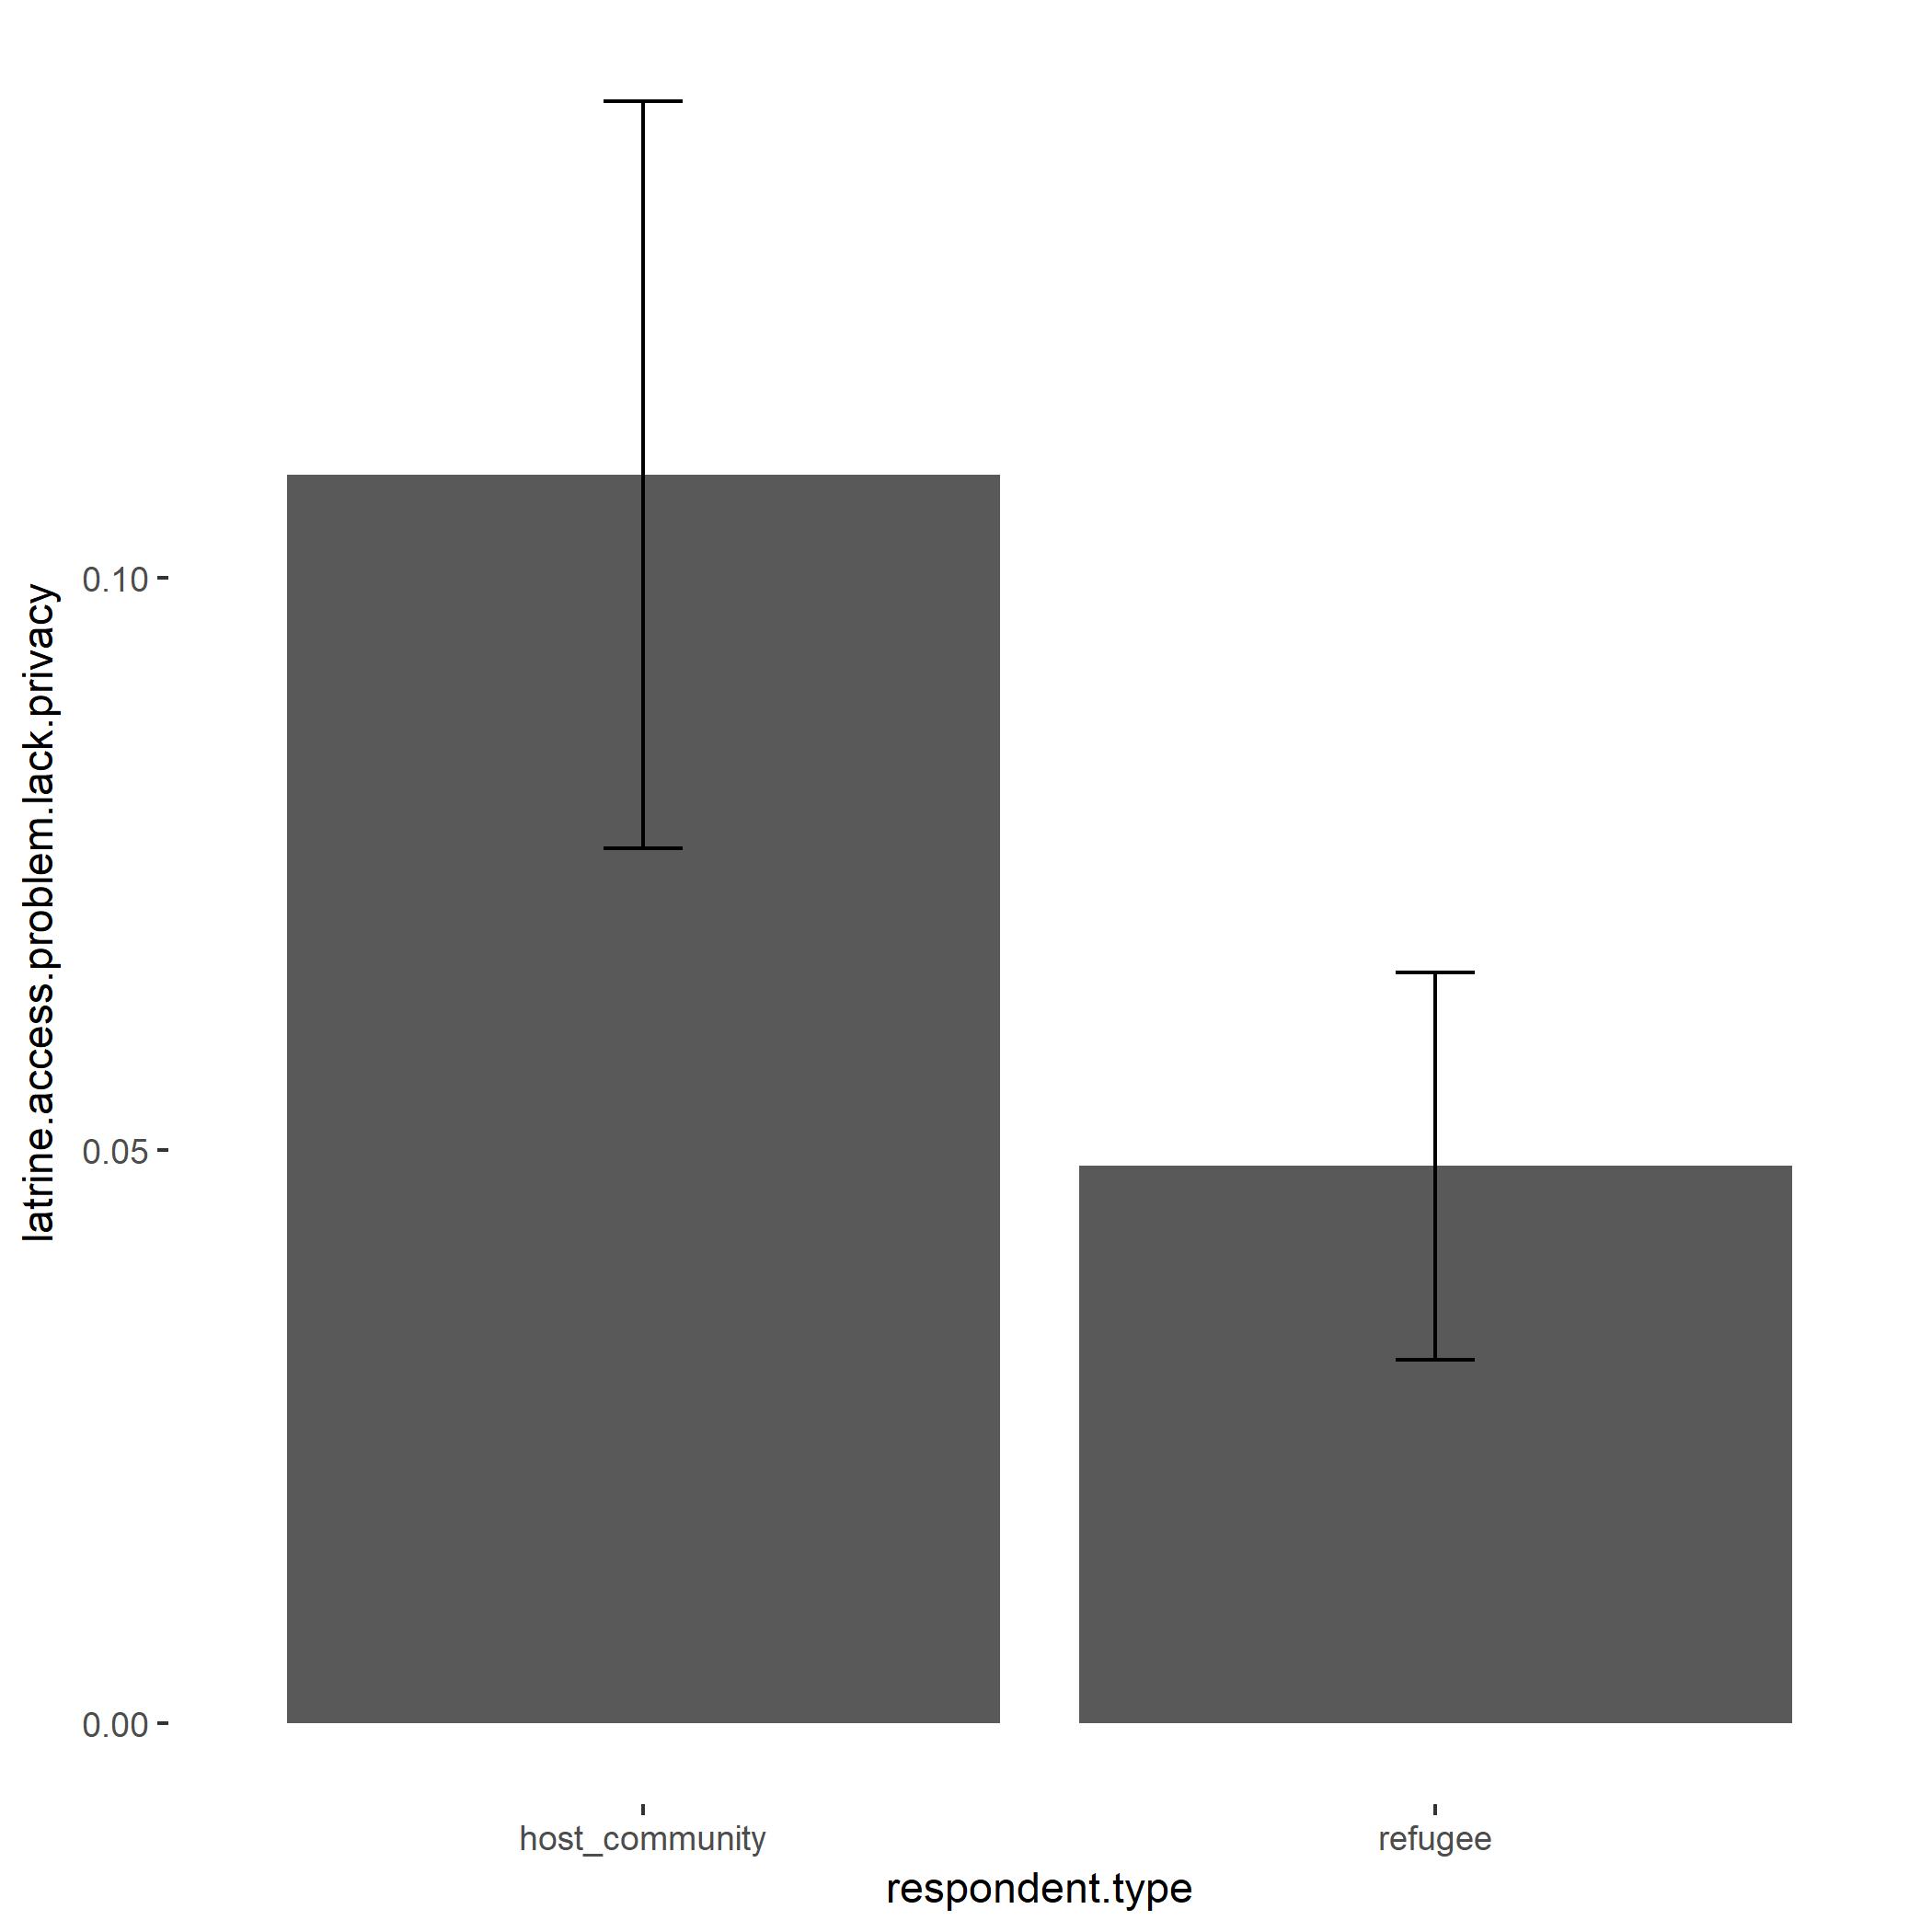 latrine.access.problem.lack.privacy
0.10
0.05
0.00
host_community
refugee
respondent.type